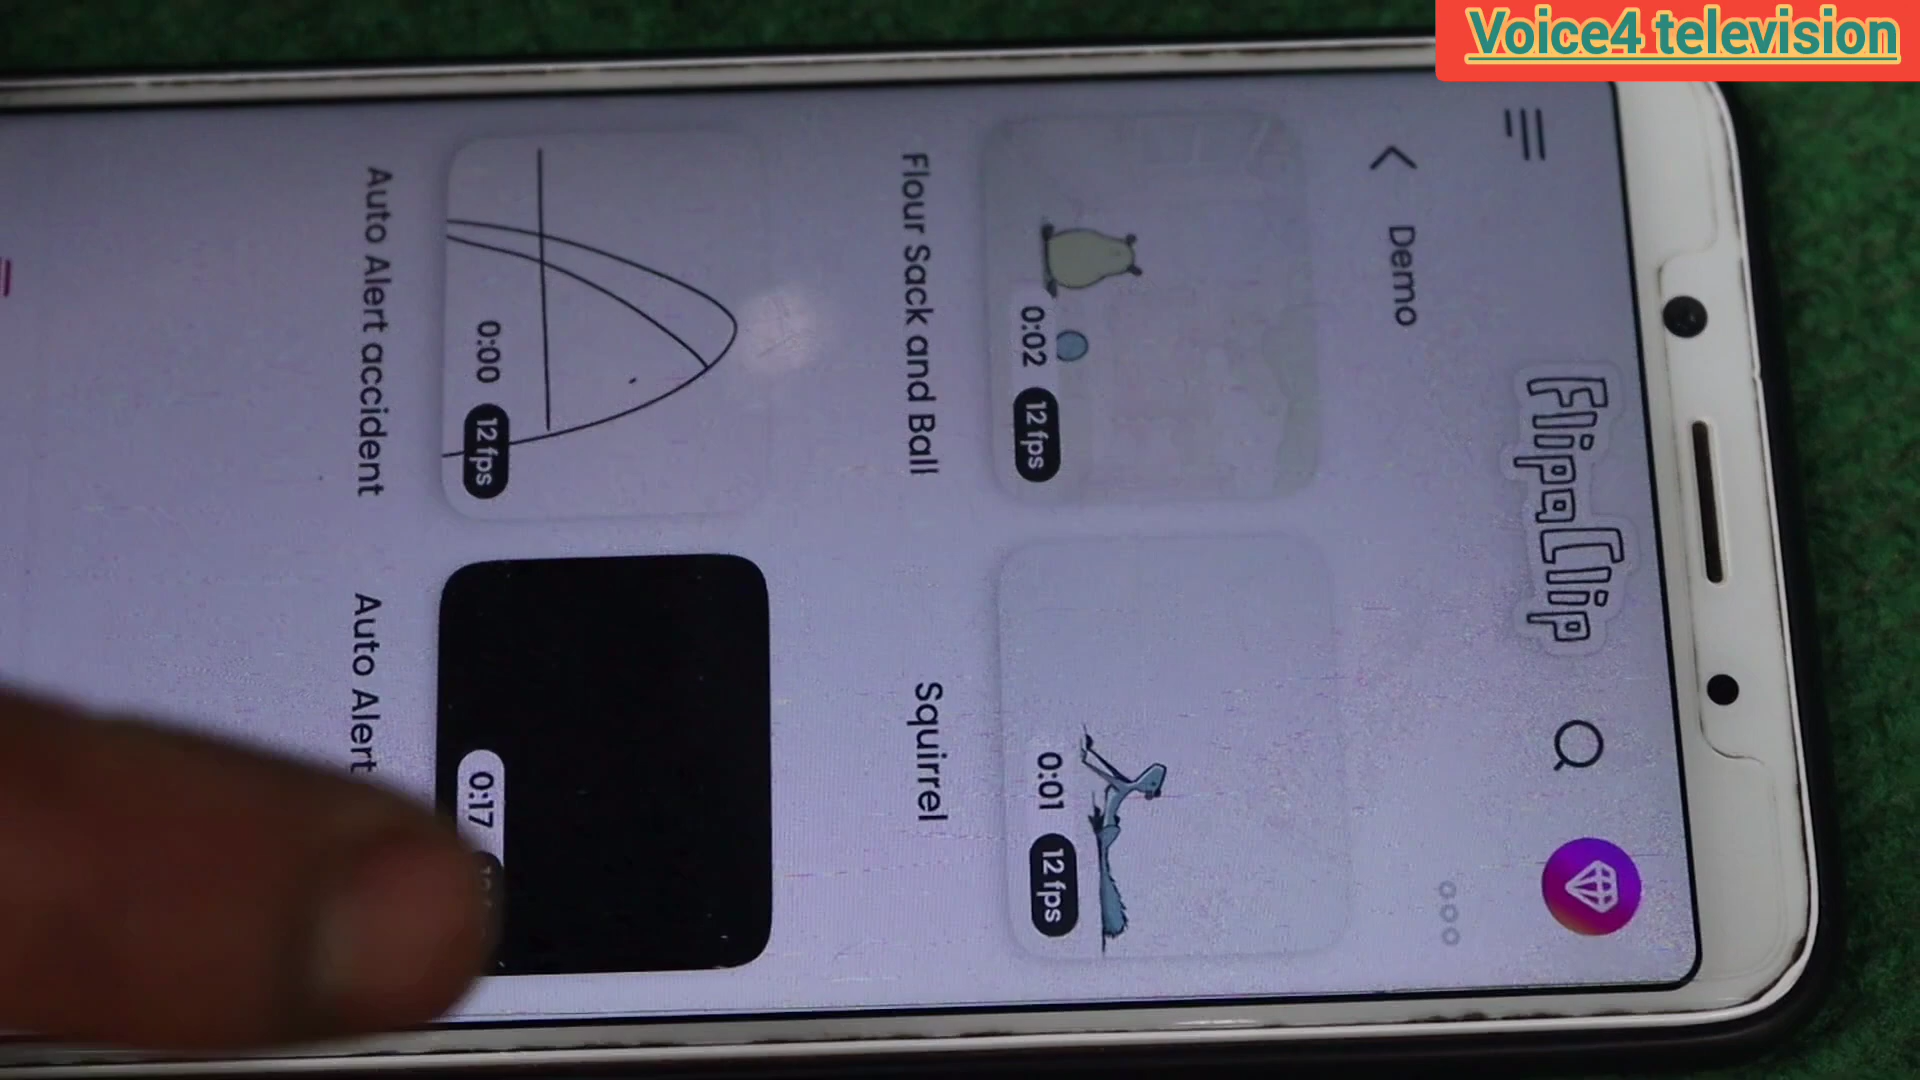 Voice4 television
FlipaClip
Demo
0:02 12 fps
0:01 12 fps
Flour Sack and Ball
Squirrel
0:00 12 fps
0:17
Auto Alert accident
Auto Alert